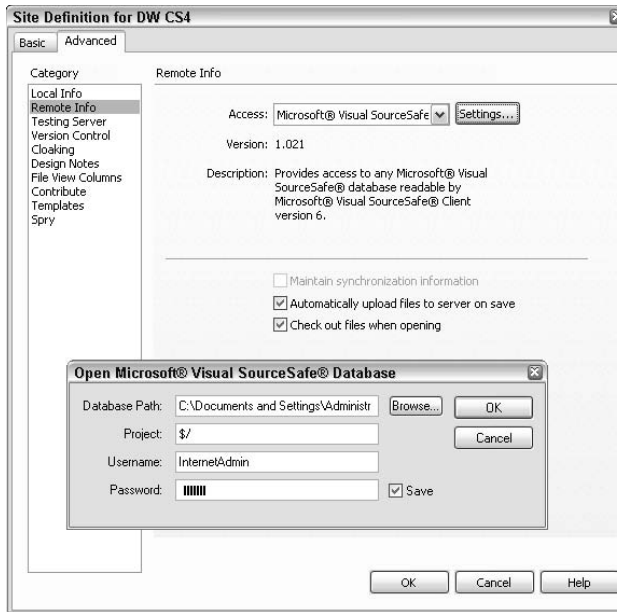 Site Definition for DW CS4
Basic
Advanced
Category
Local Info
Remote Info
Testing Server
Version Control
Cloaking
Design Notes
File View Columns
Contribute
Templates
Spry
Remote Info
Access: Microsoft® Visual SourceSafe Settings...
Version: 1.021
Description: Provides access to any Microsoft® Visual
SourceSafe® database readable by
Microsoft® Visual SourceSafe® Client
version 6.
Maintain synchronization information
Automatically upload files to server on save
Check out files when opening
Open Microsoft® Visual SourceSafe® Database
Database Path: C:\Documents and Settings\Administr Browse... OK
Project: $/ Cancel
Username: InternetAdmin
Password: Save
OK Cancel Help